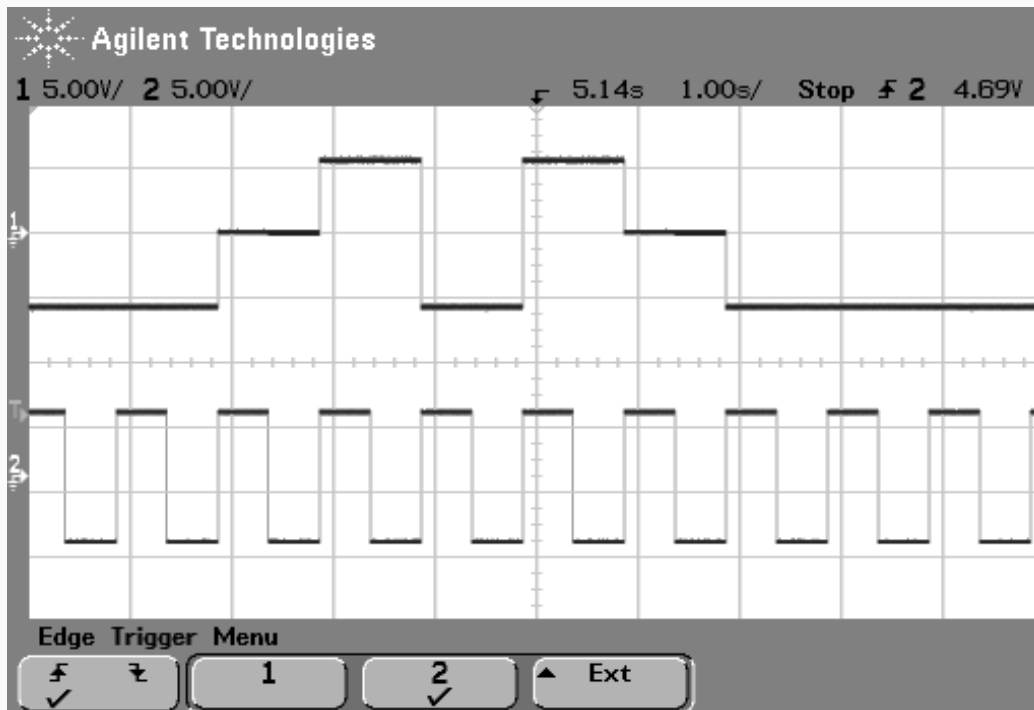 Agilent Technologies
1 5.00V/ 2 5.00V/ 5.14s 1.00s/ Stop 2 4.69V
1
T
2
Edge Trigger Menu
1 2 Ext